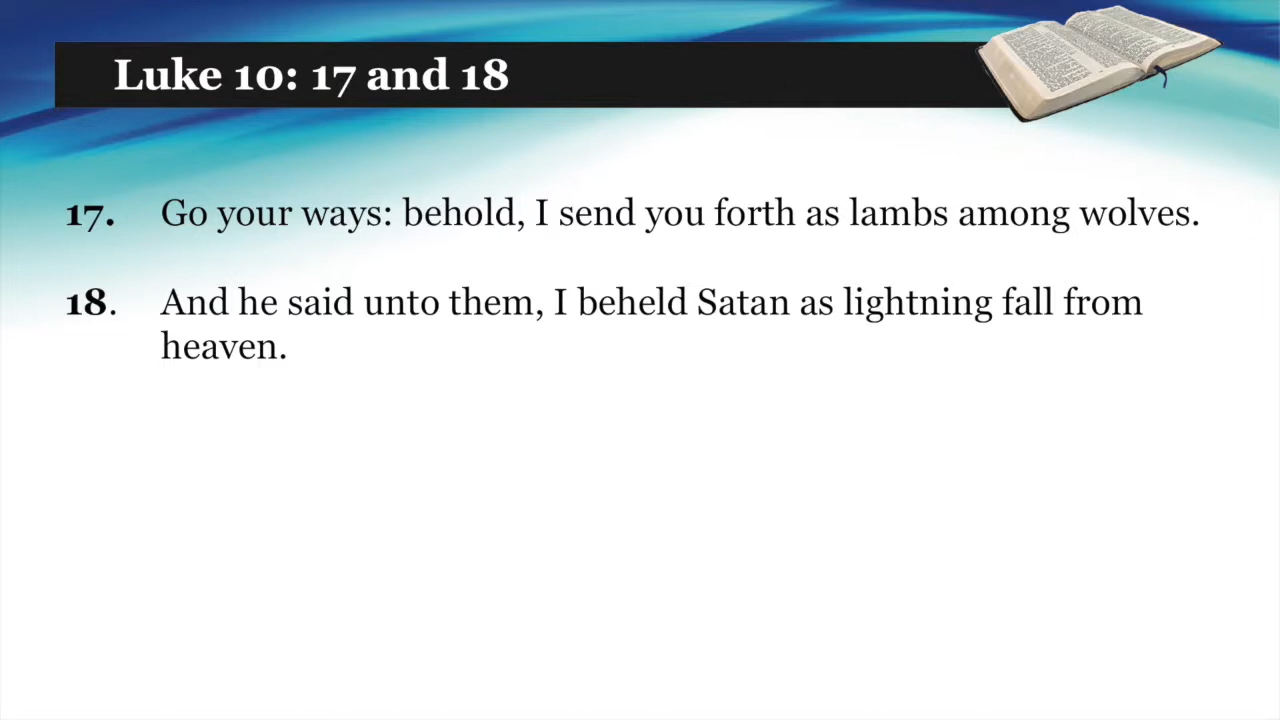 Luke 10: 17 and 18
17. Go your ways: behold, I send you forth as lambs among wolves.
18. And he said unto them, I beheld Satan as lightning fall from
heaven.